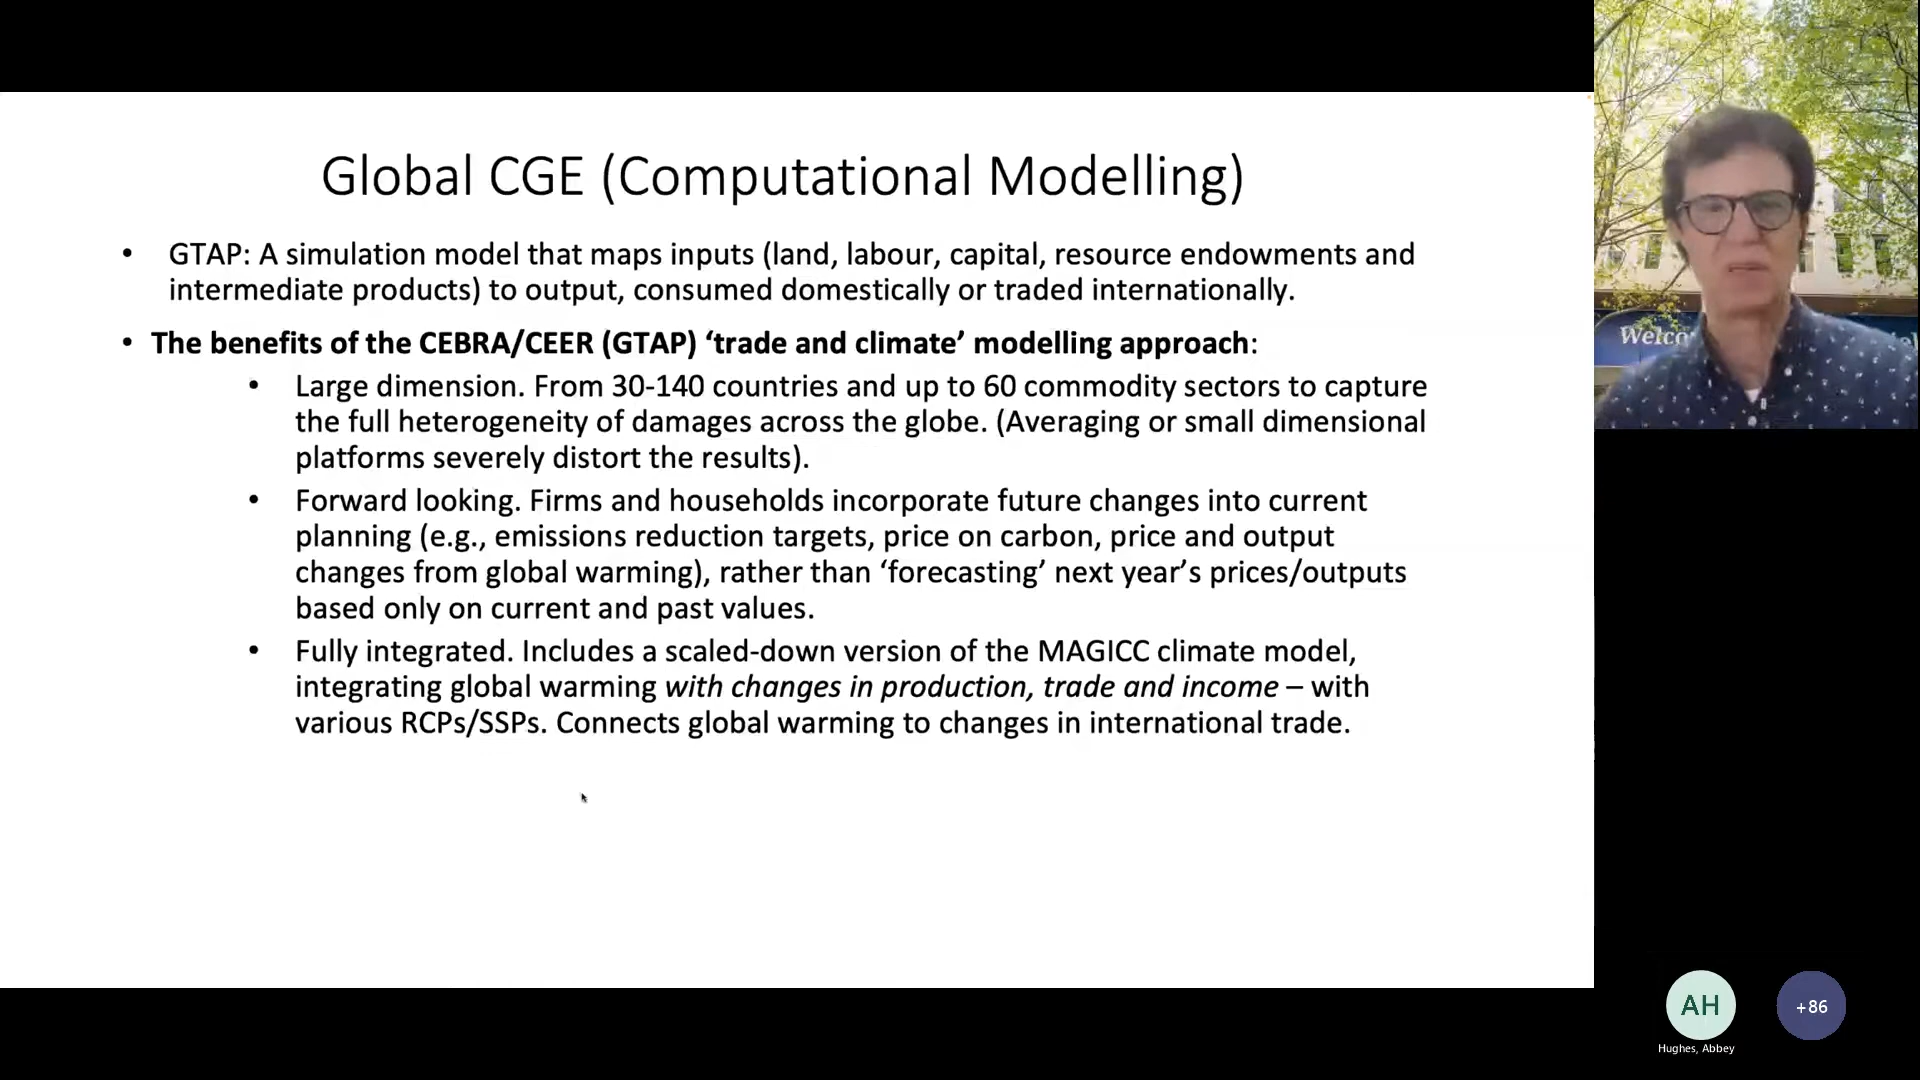 Global CGE (Computational Modelling)
• GTAP: A simulation model that maps inputs (land, labour, capital, resource endowments and
intermediate products) to output, consumed domestically or traded internationally.
• The benefits of the CEBRA/CEER (GTAP) ‘trade and climate’ modelling approach:
• Large dimension. From 30-140 countries and up to 60 commodity sectors to capture
the full heterogeneity of damages across the globe. (Averaging or small dimensional
platforms severely distort the results).
• Forward looking. Firms and households incorporate future changes into current
planning (e.g., emissions reduction targets, price on carbon, price and output
changes from global warming), rather than ‘forecasting’ next year’s prices/outputs
based only on current and past values.
• Fully integrated. Includes a scaled-down version of the MAGICC climate model,
integrating global warming with changes in production, trade and income – with
various RCPs/SSPs. Connects global warming to changes in international trade.
Welco
AH
+86
Hughes, Abbey